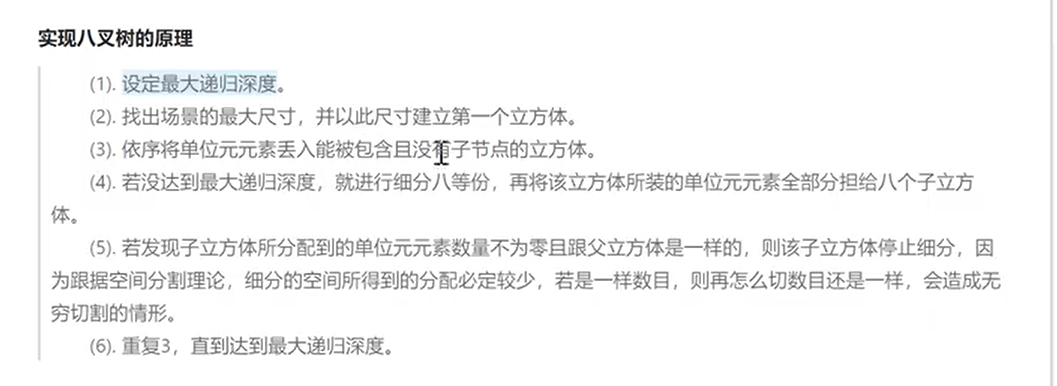 实现八叉树的原理
(1). 设定最大递归深度。
(2). 找出场景的最大尺寸，并以此尺寸建立第一个立方体。
(3). 依序将单位元元素丢入能被包含且没有子节点的立方体。
(4). 若没达到最大递归深度，就进行细分八等份，再将该立方体所装的单位元元素全部分担给八个子立方
体。
(5). 若发现子立方体所分配到的单位元元素数量不为零且跟父立方体是一样的，则该子立方体停止细分，因
为跟据空间分割理论，细分的空间所得到的分配必定较少，若是一样数目，则再怎么切数目还是一样，会造成无
穷切割的情形。
(6). 重复3，直到达到最大递归深度。